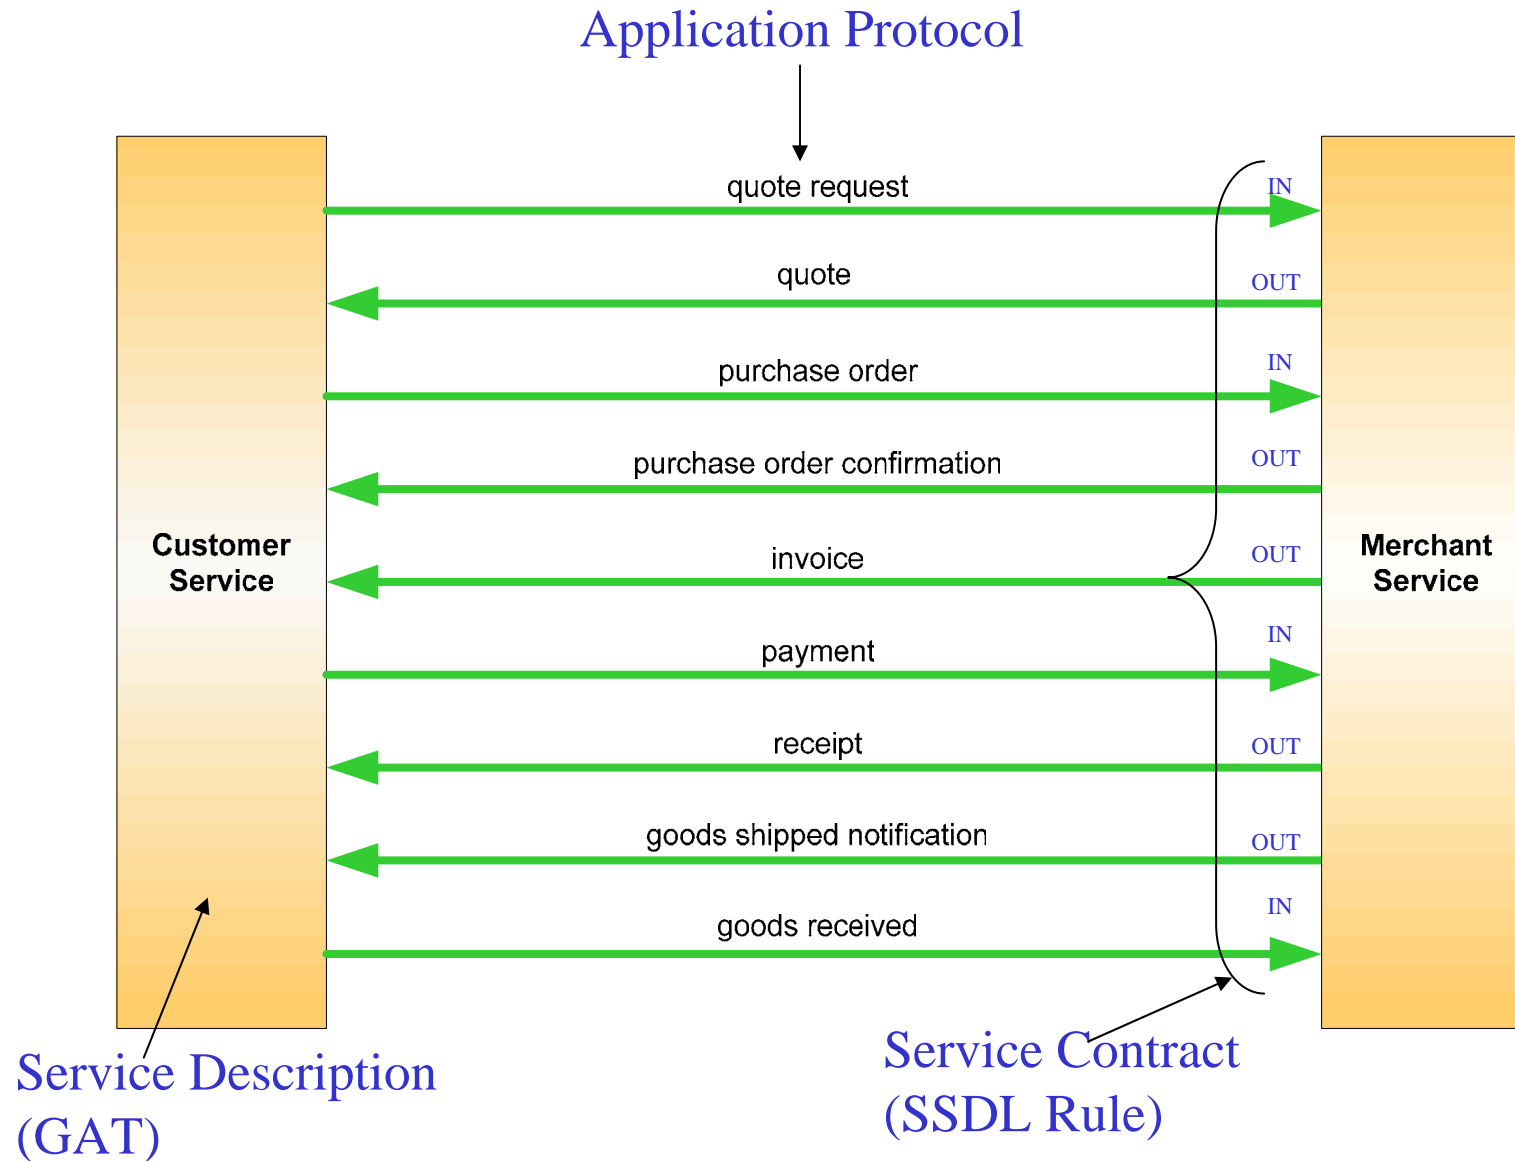 Application Protocol
quote request
IN
quote
OUT
purchase order
IN
purchase order confirmation
OUT
Customer
Service
invoice
OUT
Merchant
Service
payment
IN
receipt
OUT
goods shipped notification
OUT
goods received
IN
Service Description
(GAT)
Service Contract
(SSDL Rule)